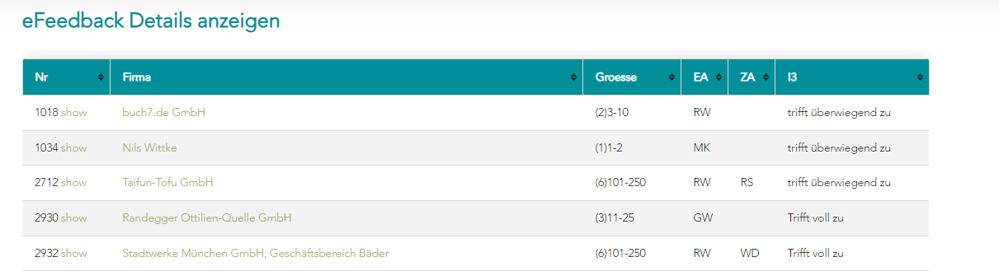 eFeedback Details anzeigen
Nr Firma Groesse EA ZA I3
1018 show buch7.de GmbH (2)3-10 RW trifft überwiegend zu
1034 show Nils Wittke (1)1-2 MK trifft überwiegend zu
2712 show Taifun-Tofu GmbH (6)101-250 RW RS trifft überwiegend zu
2930 show Randegger Ottilien-Quelle GmbH (3)11-25 GW Trifft voll zu
2932 show Stadtwerke München GmbH, Geschäftsbereich Bäder (6)101-250 RW WD Trifft voll zu